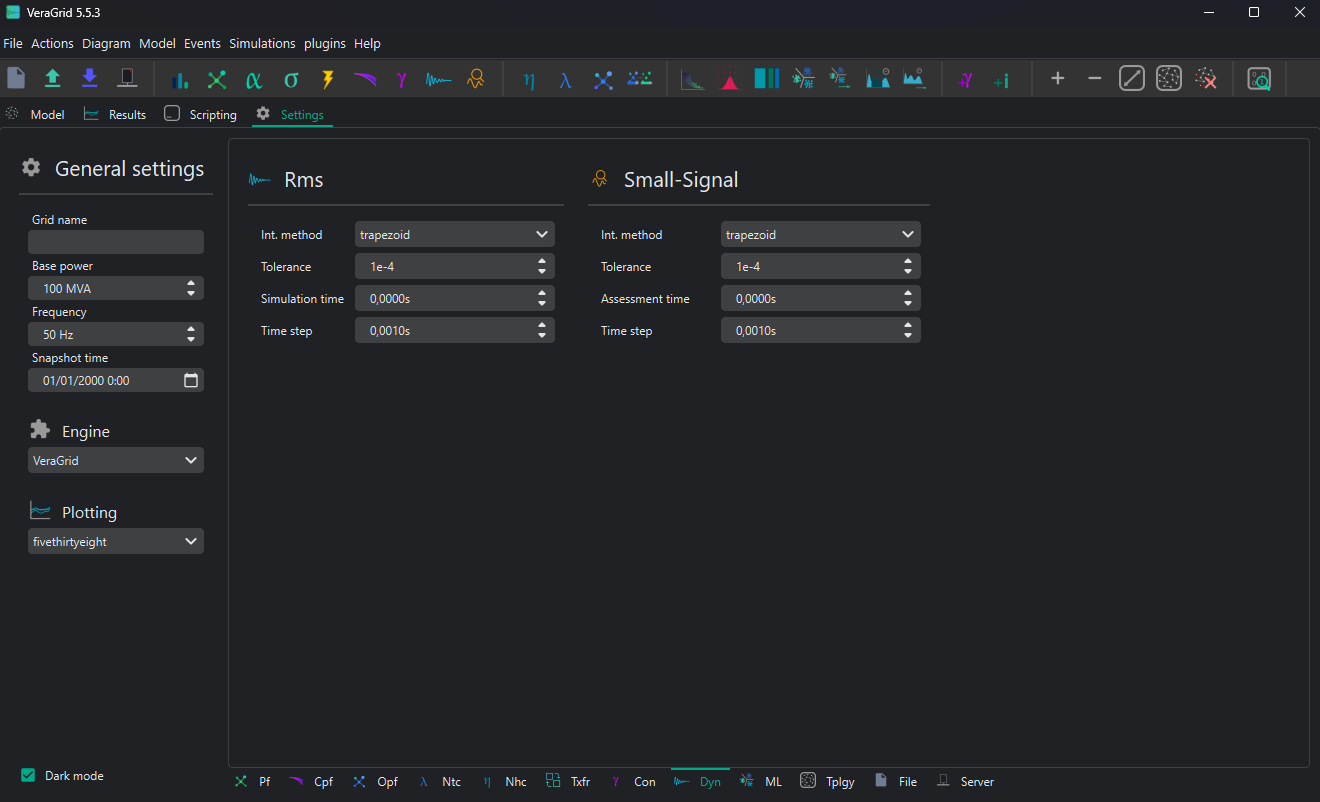 VeraGrid 5.5.3
File Actions Diagram Model Events Simulations plugins Help
Model Results Scripting Settings
General settings
Grid name
Base power
100 MVA
Frequency
50 Hz
Snapshot time
01/01/2000 0:00
Engine
VeraGrid
Plotting
fivethirtyeight
Dark mode
Rms
Int. method trapezoid
Tolerance 1e-4
Simulation time 0,0000s
Time step 0,0010s
Small-Signal
Int. method trapezoid
Tolerance 1e-4
Assessment time 0,0000s
Time step 0,0010s
Pf Cpf Opf Ntc Nhc Txfr Con Dyn ML Tplgy File Server